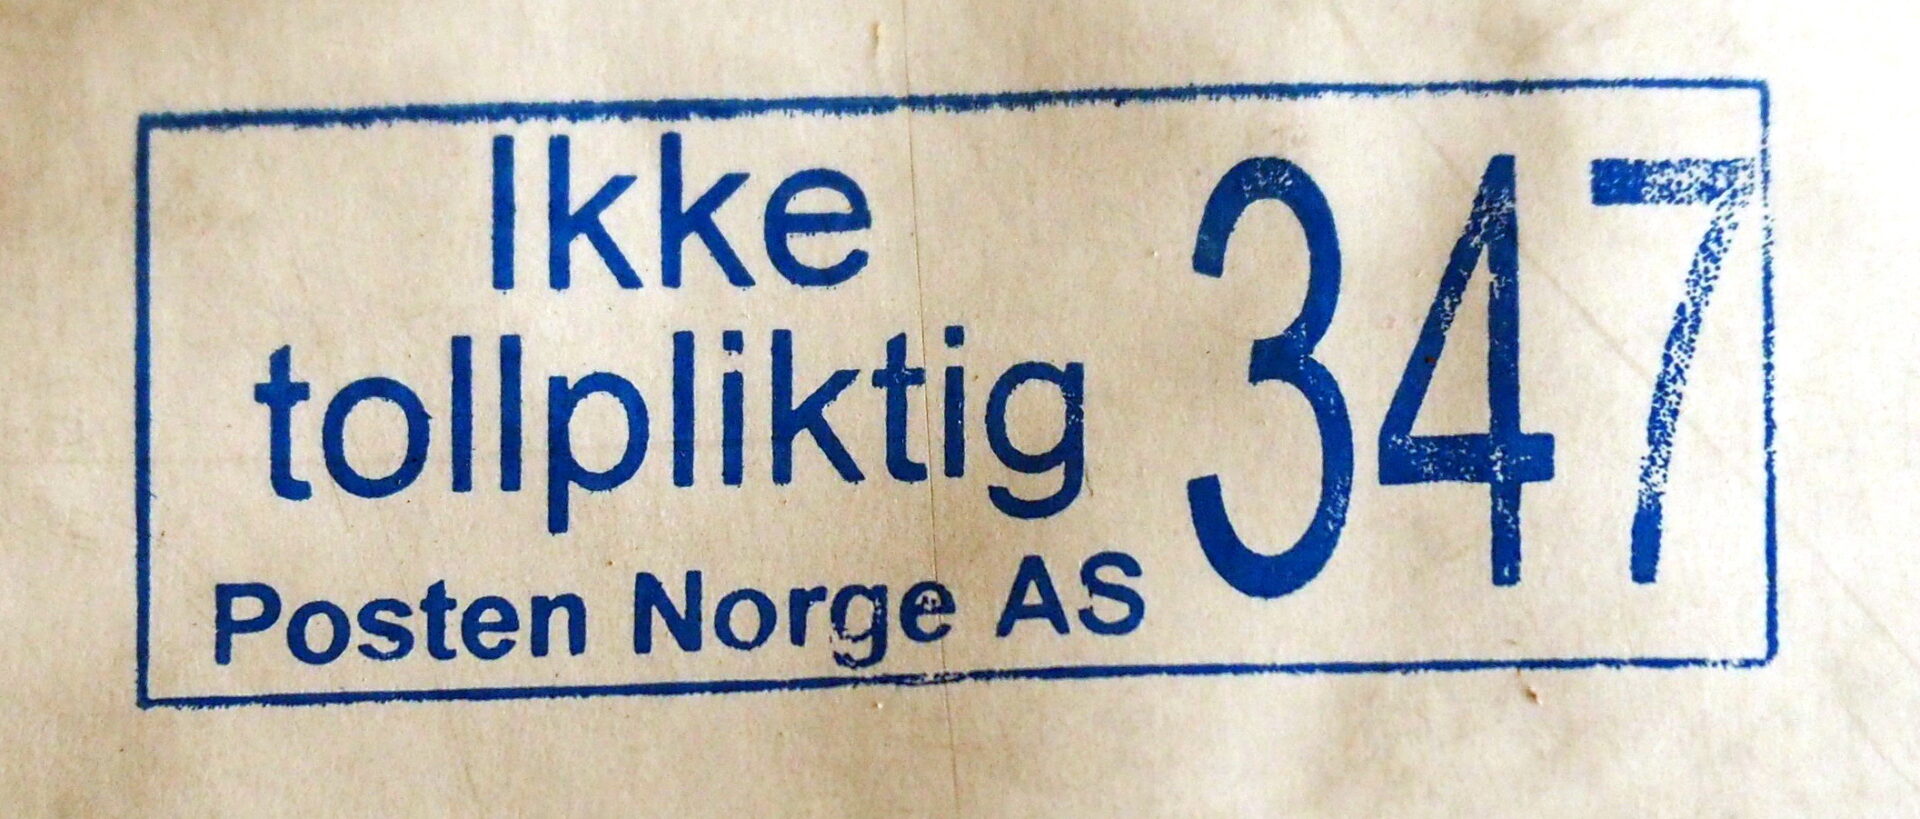 Ikke
tollpliktig
Posten Norge AS
347